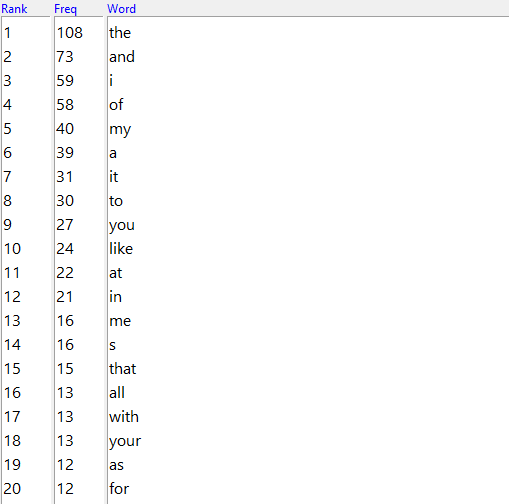 Rank Freq Word
1 108 the
2 73 and
3 59 i
4 58 of
5 40 my
6 39 a
7 31 it
8 30 to
9 27 you
10 24 like
11 22 at
12 21 in
13 16 me
14 16 s
15 15 that
16 13 all
17 13 with
18 13 your
19 12 as
20 12 for